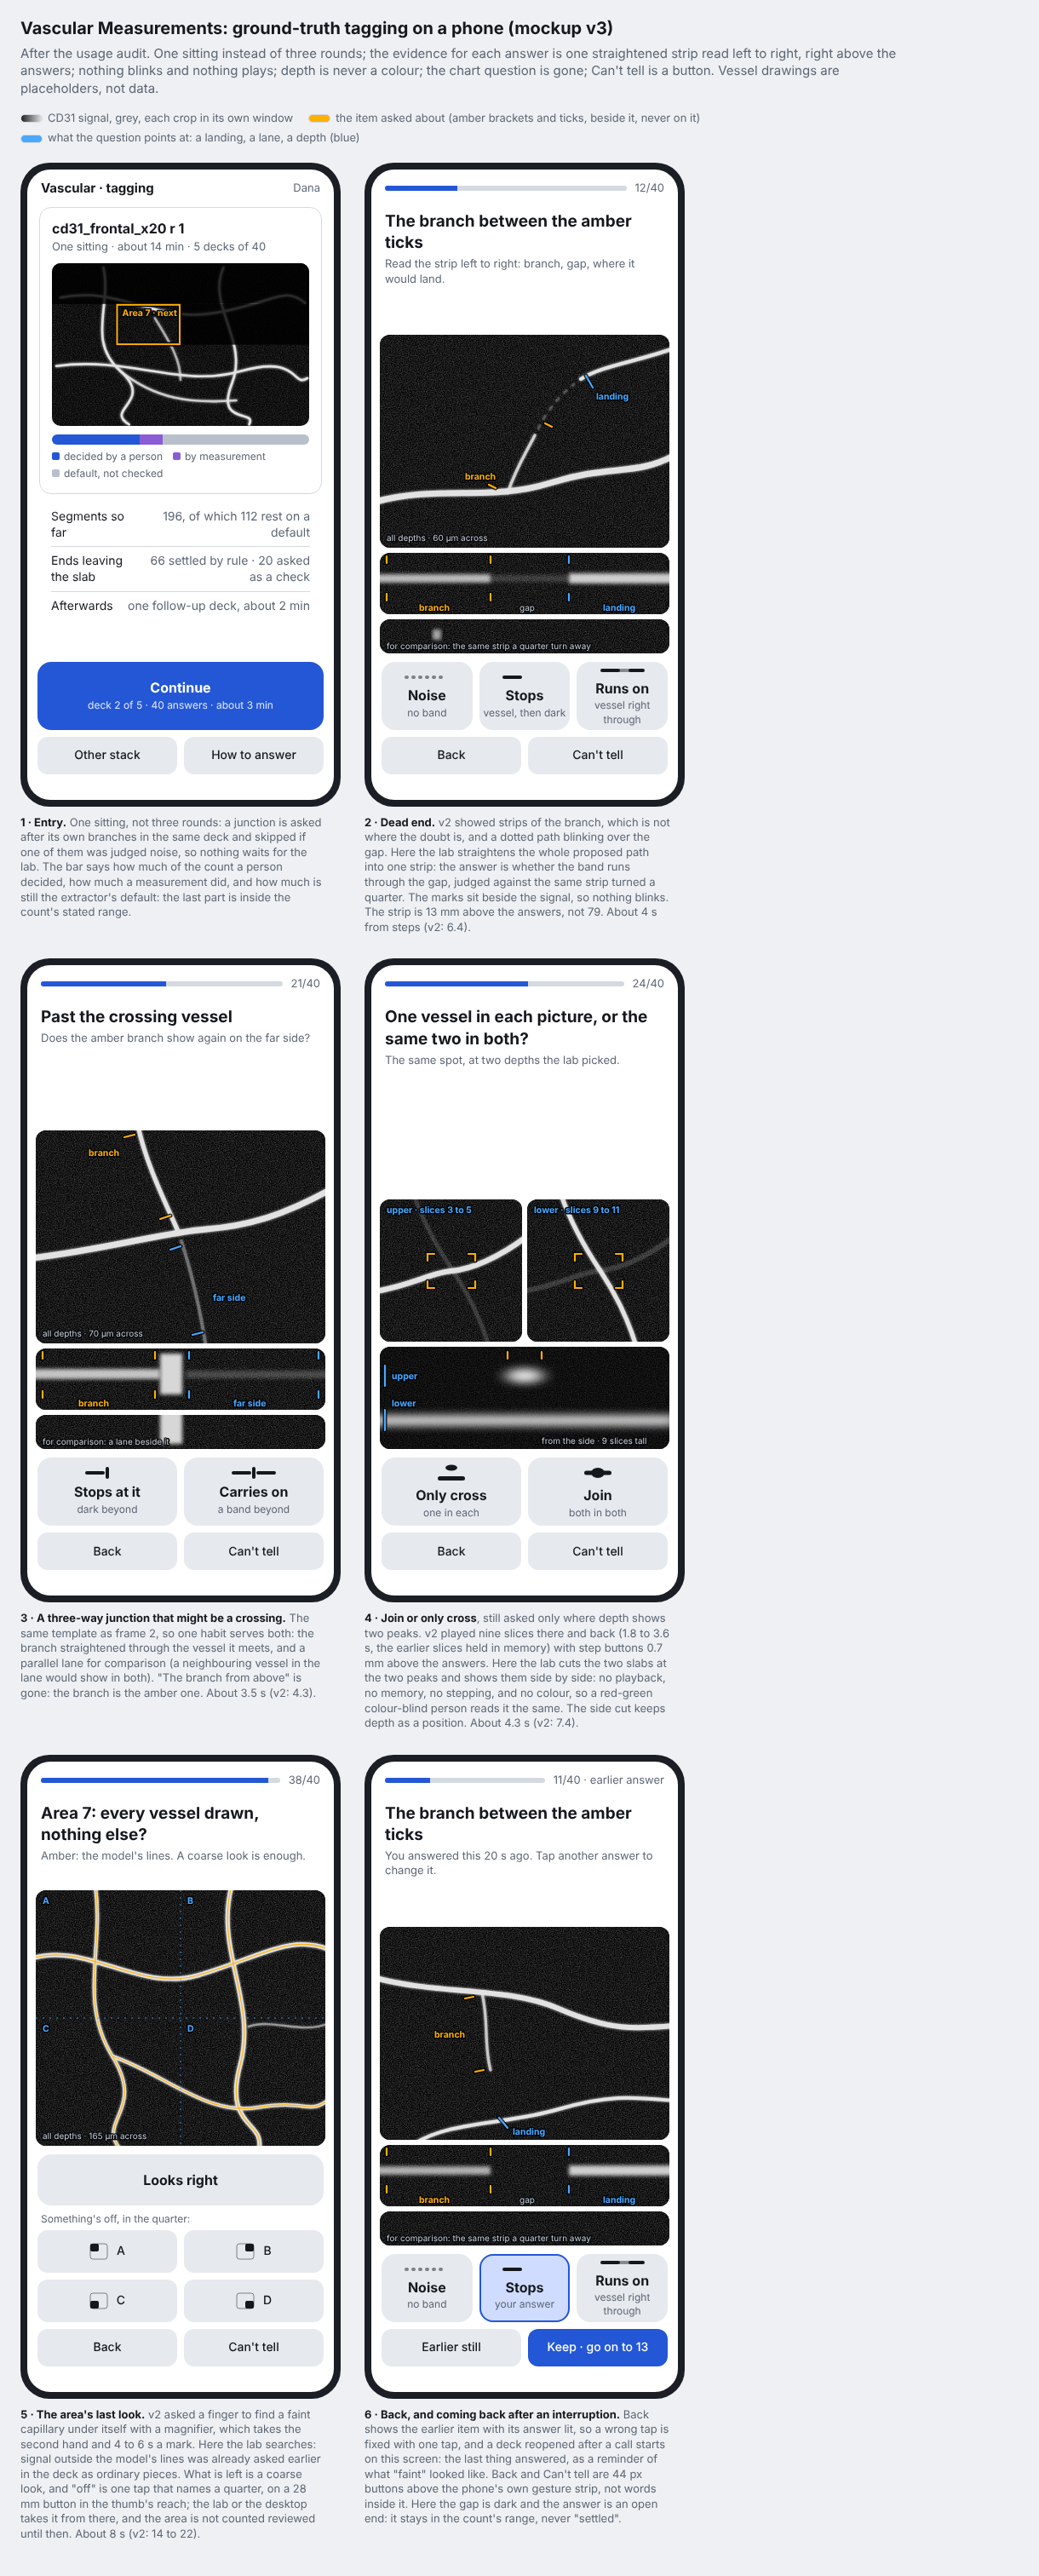 Vascular Measurements: ground-truth tagging on a phone (mockup v3)
After the usage audit. One sitting instead of three rounds; the evidence for each answer is one straightened strip read left to right, right above the
answers; nothing blinks and nothing plays; depth is never a colour; the chart question is gone; Can't tell is a button. Vessel drawings are
placeholders, not data.
CD31 signal, grey, each crop in its own window
the item asked about (amber brackets and ticks, beside it, never on it)
what the question points at: a landing, a lane, a depth (blue)
Vascular · tagging
Dana
cd31_frontal_x20 r 1
One sitting · about 14 min · 5 decks of 40
Area 7 · next
decided by a person
by measurement
default, not checked
Segments so
far
196, of which 112 rest on a
default
Ends leaving
the slab
66 settled by rule · 20 asked
as a check
Afterwards
one follow-up deck, about 2 min
Continue
deck 2 of 5 · 40 answers · about 3 min
Other stack
How to answer
1 · Entry. One sitting, not three rounds: a junction is asked
after its own branches in the same deck and skipped if
one of them was judged noise, so nothing waits for the
lab. The bar says how much of the count a person
decided, how much a measurement did, and how much is
still the extractor's default: the last part is inside the
count's stated range.
12/40
The branch between the amber
ticks
Read the strip left to right: branch, gap, where it
would land.
landing
branch
all depths · 60 µm across
branch
gap
landing
for comparison: the same strip a quarter turn away
Noise
no band
Stops
vessel, then dark
Runs on
vessel right
through
Back
Can't tell
2 · Dead end. v2 showed strips of the branch, which is not
where the doubt is, and a dotted path blinking over the
gap. Here the lab straightens the whole proposed path
into one strip: the answer is whether the band runs
through the gap, judged against the same strip turned a
quarter. The marks sit beside the signal, so nothing blinks.
The strip is 13 mm above the answers, not 79. About 4 s
from steps (v2: 6.4).
21/40
Past the crossing vessel
Does the amber branch show again on the far side?
branch
far side
all depths · 70 µm across
branch
far side
for comparison: a lane beside it
Stops at it
dark beyond
Carries on
a band beyond
Back
Can't tell
3 · A three-way junction that might be a crossing. The
same template as frame 2, so one habit serves both: the
branch straightened through the vessel it meets, and a
parallel lane for comparison (a neighbouring vessel in the
lane would show in both). "The branch from above" is
gone: the branch is the amber one. About 3.5 s (v2: 4.3).
24/40
One vessel in each picture, or the
same two in both?
The same spot, at two depths the lab picked.
upper · slices 3 to 5
lower · slices 9 to 11
upper
lower
from the side · 9 slices tall
Only cross
one in each
Join
both in both
Back
Can't tell
4 · Join or only cross, still asked only where depth shows
two peaks. v2 played nine slices there and back (1.8 to 3.6
s, the earlier slices held in memory) with step buttons 0.7
mm above the answers. Here the lab cuts the two slabs at
the two peaks and shows them side by side: no playback,
no memory, no stepping, and no colour, so a red-green
colour-blind person reads it the same. The side cut keeps
depth as a position. About 4.3 s (v2: 7.4).
38/40
Area 7: every vessel drawn,
nothing else?
Amber: the model's lines. A coarse look is enough.
A
B
C
D
all depths · 165 µm across
Looks right
Something's off, in the quarter:
A
B
C
D
Back
Can't tell
5 · The area's last look. v2 asked a finger to find a faint
capillary under itself with a magnifier, which takes the
second hand and 4 to 6 s a mark. Here the lab searches:
signal outside the model's lines was already asked earlier
in the deck as ordinary pieces. What is left is a coarse
look, and "off" is one tap that names a quarter, on a 28
mm button in the thumb's reach; the lab or the desktop
takes it from there, and the area is not counted reviewed
until then. About 8 s (v2: 14 to 22).
11/40 · earlier answer
The branch between the amber
ticks
You answered this 20 s ago. Tap another answer to
change it.
branch
landing
branch
gap
landing
for comparison: the same strip a quarter turn away
Noise
no band
Stops
your answer
Runs on
vessel right
through
Earlier still
Keep · go on to 13
6 · Back, and coming back after an interruption. Back
shows the earlier item with its answer lit, so a wrong tap is
fixed with one tap, and a deck reopened after a call starts
on this screen: the last thing answered, as a reminder of
what "faint" looked like. Back and Can't tell are 44 px
buttons above the phone's own gesture strip, not words
inside it. Here the gap is dark and the answer is an open
end: it stays in the count's range, never "settled".